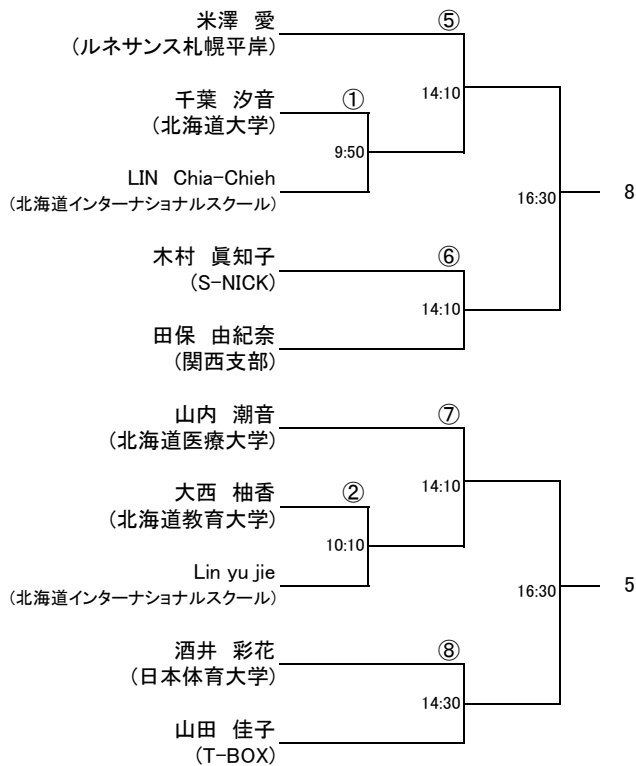 米澤　愛
⑤
(ルネサンス札幌平岸)
千葉　汐音
①
14:10
(北海道大学)
9:50
LIN　Chia-Chieh
(北海道インターナショナルスクール)
16:30
8
木村　眞知子
⑥
(S-NICK)
14:10
田保　由紀奈
(関西支部)
山内　潮音
⑦
(北海道医療大学)
大西　柚香
②
14:10
(北海道教育大学)
10:10
Lin yu jie
(北海道インターナショナルスクール)
16:30
5
酒井　彩花
⑧
(日本体育大学)
14:30
山田　佳子
(T-BOX)